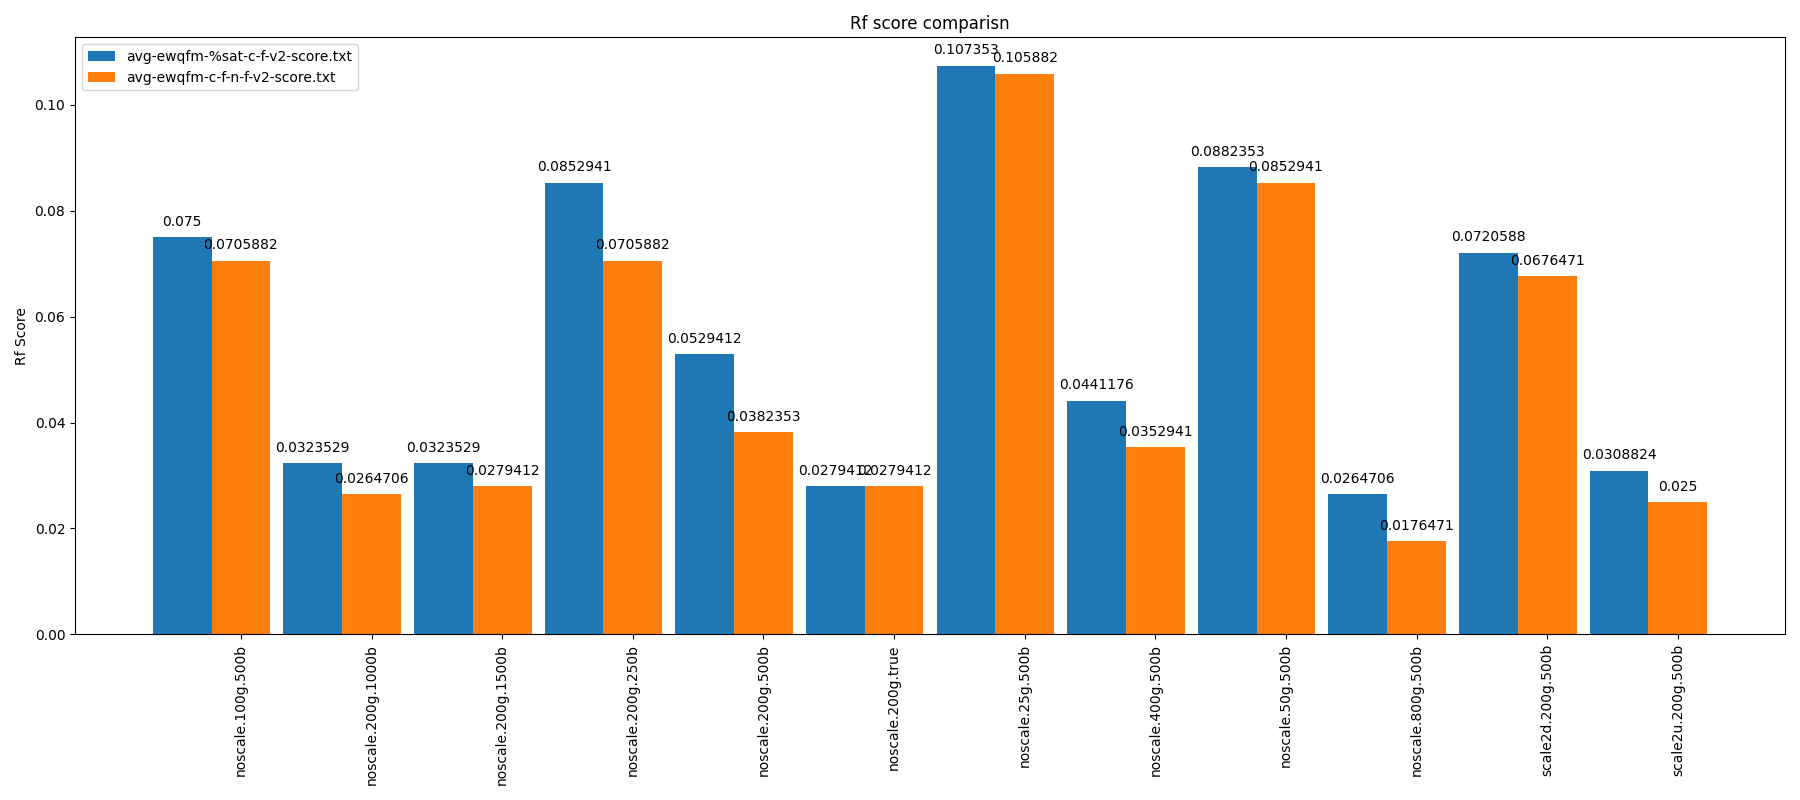 Rf score comparisn
avg-ewqfm-%sat-c-f-v2-score.txt
avg-ewqfm-c-f-n-f-v2-score.txt
Rf Score
0.10
0.08
0.06
0.04
0.02
0.00
0.075
0.0705882
0.0323529
0.0264706
0.0323529
0.0279412
0.0852941
0.0705882
0.0529412
0.0382353
0.0279412
0.0279412
0.107353
0.105882
0.0441176
0.0352941
0.0882353
0.0852941
0.0264706
0.0176471
0.0720588
0.0676471
0.0308824
0.025
noscale.100g.500b
noscale.200g.1000b
noscale.200g.1500b
noscale.200g.250b
noscale.200g.500b
noscale.200g.true
noscale.25g.500b
noscale.400g.500b
noscale.50g.500b
noscale.800g.500b
scale2d.200g.500b
scale2u.200g.500b